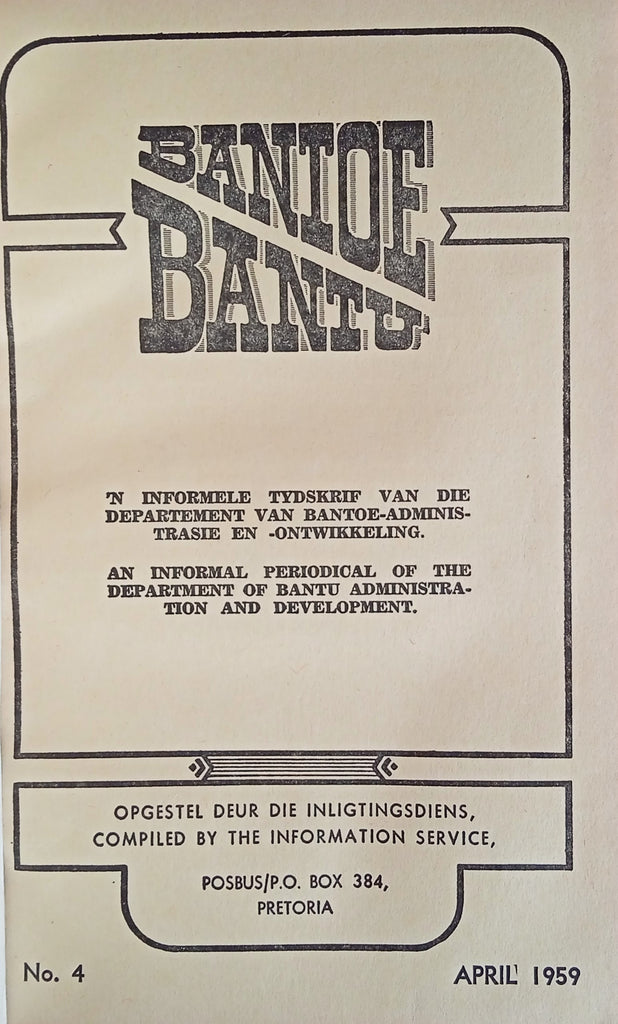 BANTOE
BANTU
'N INFORMELE TYDSKRIF VAN DIE
DEPARTEMENT VAN BANTOE-ADMINIS-
TRASIE EN -ONTWIKKELING.
AN INFORMAL PERIODICAL OF THE
DEPARTMENT OF BANTU ADMINISTRA-
TION AND DEVELOPMENT.
OPGESTEL DEUR DIE INLIGTINGSDIENS,
COMPILED BY THE INFORMATION SERVICE,
POSBUS/P.O. BOX 384,
PRETORIA
No. 4
APRIL' 1959